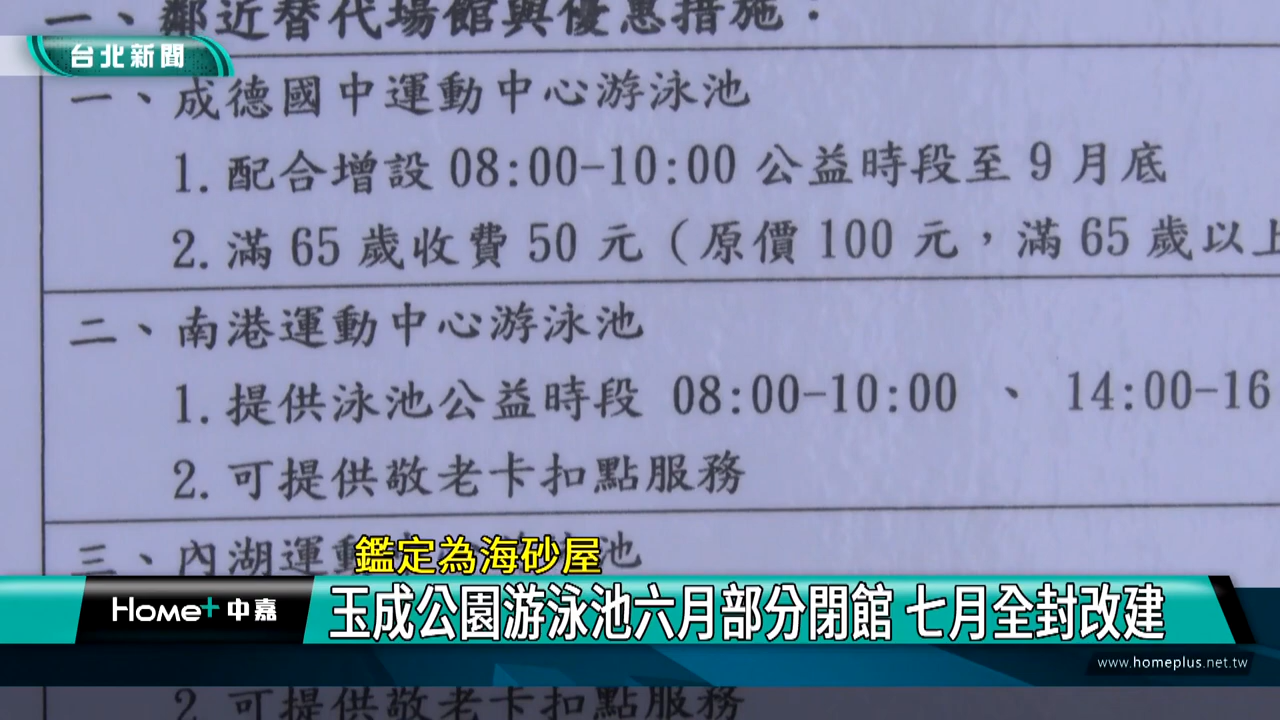 一、鄰近替代場館與優惠措施：
台北新聞
一、成德國中運動中心游泳池
1.配合增設 08:00-10:00 公益時段至 9 月底
2.滿 65 歲收費 50 元（原價 100 元，滿 65 歲以上
二、南港運動中心游泳池
1.提供泳池公益時段 08:00-10:00 、 14:00-16
2.可提供敬老卡扣點服務
三、內湖運動 池
鑑定為海砂屋
Home+中嘉
玉成公園游泳池六月部分閉館 七月全封改建
www.homeplus.net.tw
2.可提供敬老卡扣點服務